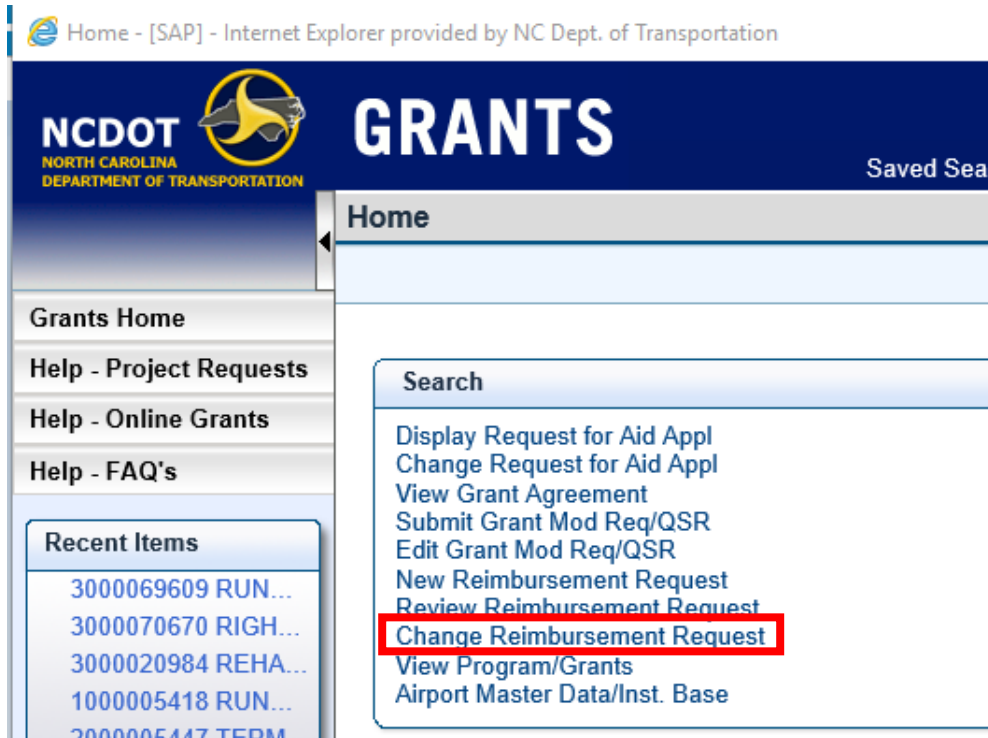 Home - [SAP] - Internet Explorer provided by NC Dept. of Transportation
NCDOT
NORTH CAROLINA
DEPARTMENT OF TRANSPORTATION
GRANTS
Saved Sea
Home
Grants Home
Help - Project Requests
Help - Online Grants
Help - FAQ's
Recent Items
3000069609 RUN...
3000070670 RIGH...
3000020984 REHA...
1000005418 RUN...
2000005447 TERM
Search
Display Request for Aid Appl
Change Request for Aid Appl
View Grant Agreement
Submit Grant Mod Req/QSR
Edit Grant Mod Req/QSR
New Reimbursement Request
Review Reimbursement Request
Change Reimbursement Request
View Program/Grants
Airport Master Data/Inst. Base